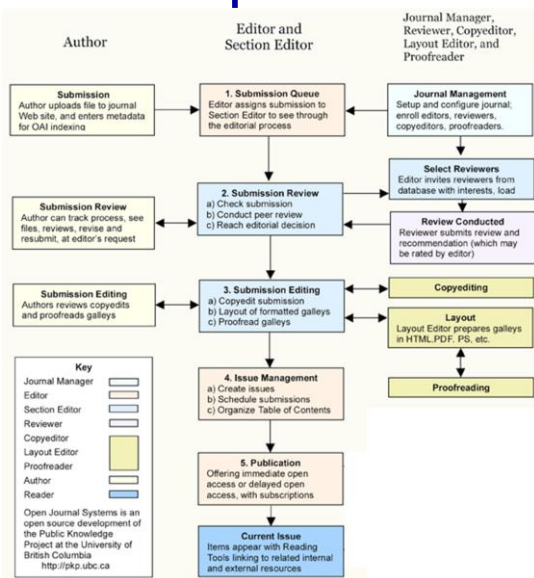 Author
Editor and
Section Editor
Journal Manager,
Reviewer, Copyeditor,
Layout Editor, and
Proofreader
Submission
Author uploads file to journal
Web site, and enters metadata
for OAI indexing
1. Submission Queue
Editor assigns submission to
Section Editor to see through
the editorial process
Journal Management
Setup and configure journal;
enroll editors, reviewers,
copyeditors, proofreaders.
Select Reviewers
Editor invites reviewers from
database with interests, load
Submission Review
Author can track process, see
files, reviews, revise and
resubmit, at editor's request
2. Submission Review
a) Check submission
b) Conduct peer review
c) Reach editorial decision
Review Conducted
Reviewer submits review and
recommendation (which may
be rated by editor)
Submission Editing
Authors reviews copyedits
and proofreads galleys
3. Submission Editing
a) Copyedit submission
b) Layout of formatted galleys
c) Proofread galleys
Copyediting
Layout
Layout Editor prepares galleys
in HTML.PDF. PS, etc.
Proofreading
4. Issue Management
a) Create issues
b) Schedule submissions
c) Organize Table of Contents
5. Publication
Offering immediate open
access or delayed open
access, with subscriptions
Current Issue
Items appear with Reading
Tools linking to related internal
and external resources
Key
Journal Manager
Editor
Section Editor
Reviewer
Copyeditor
Layout Editor
Proofreader
Author
Reader
Open Journal Systems is an
open source development of
the Public Knowledge
Project at the University of
British Columbia
http://pkp.ubc.ca